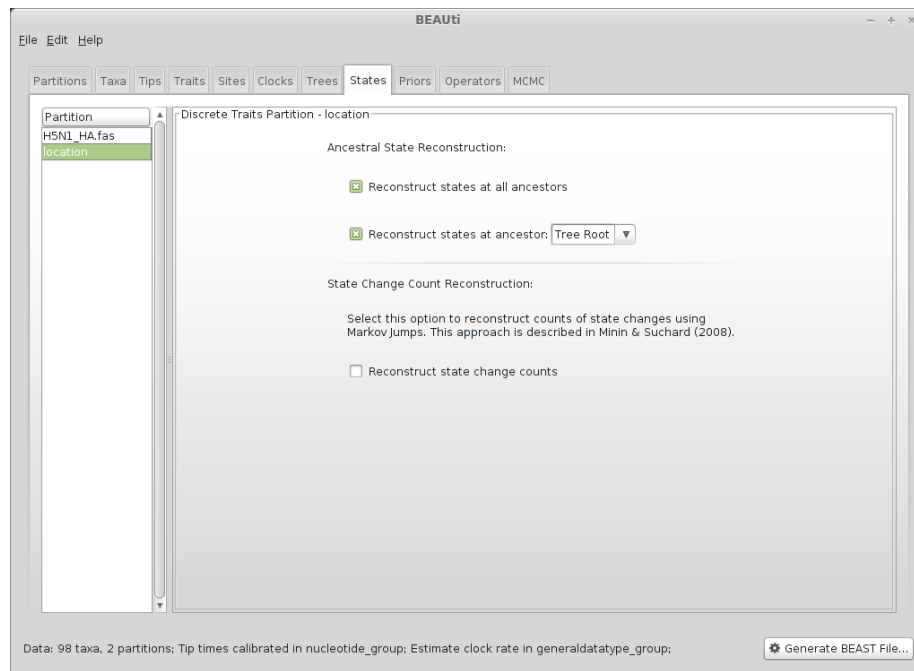 BEAUti
File Edit Help
Partitions Taxa Tips Traits Sites Clocks Trees States Priors Operators MCMC
Partition
H5N1_HA.fas
location
Discrete Traits Partition - location
Ancestral State Reconstruction:
Reconstruct states at all ancestors
Reconstruct states at ancestor: Tree Root
State Change Count Reconstruction:
Select this option to reconstruct counts of state changes using
Markov Jumps. This approach is described in Minin & Suchard (2008).
Reconstruct state change counts
Data: 98 taxa, 2 partitions; Tip times calibrated in nucleotide_group; Estimate clock rate in generaldatatype_group;
Generate BEAST File...